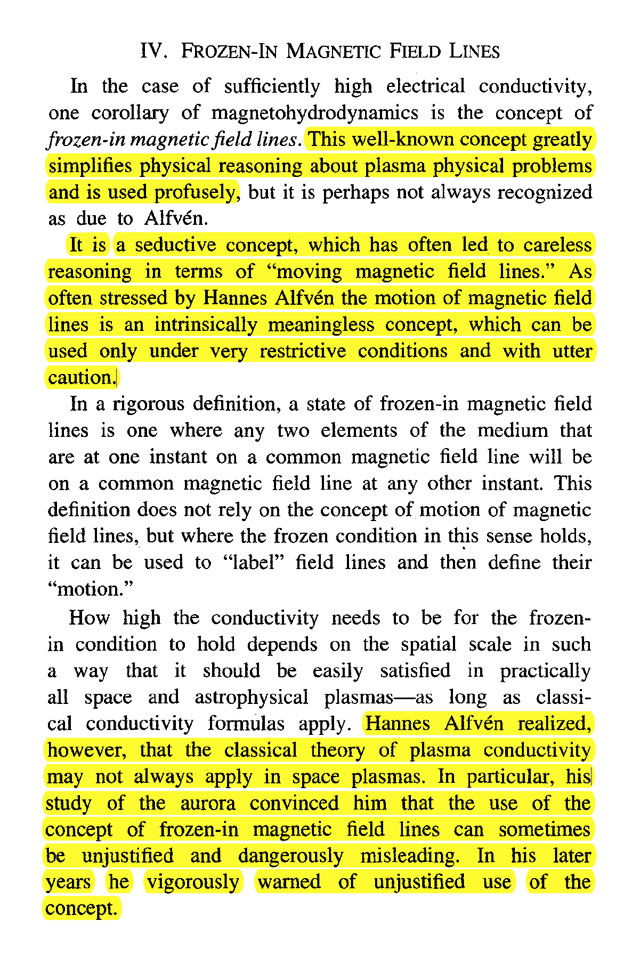 IV. FROZEN-IN MAGNETIC FIELD LINES
In the case of sufficiently high electrical conductivity,
one corollary of magnetohydrodynamics is the concept of
frozen-in magnetic field lines. This well-known concept greatly
simplifies physical reasoning about plasma physical problems
and is used profusely, but it is perhaps not always recognized
as due to Alfvén.
It is a seductive concept, which has often led to careless
reasoning in terms of “moving magnetic field lines.” As
often stressed by Hannes Alfvén the motion of magnetic field
lines is an intrinsically meaningless concept, which can be
used only under very restrictive conditions and with utter
caution.
In a rigorous definition, a state of frozen-in magnetic field
lines is one where any two elements of the medium that
are at one instant on a common magnetic field line will be
on a common magnetic field line at any other instant. This
definition does not rely on the concept of motion of magnetic
field lines, but where the frozen condition in this sense holds,
it can be used to “label” field lines and then define their
“motion.”
How high the conductivity needs to be for the frozen-
in condition to hold depends on the spatial scale in such
a way that it should be easily satisfied in practically
all space and astrophysical plasmas—as long as classi-
cal conductivity formulas apply. Hannes Alfvén realized,
however, that the classical theory of plasma conductivity
may not always apply in space plasmas. In particular, his
study of the aurora convinced him that the use of the
concept of frozen-in magnetic field lines can sometimes
be unjustified and dangerously misleading. In his later
years he vigorously warned of unjustified use of the
concept.